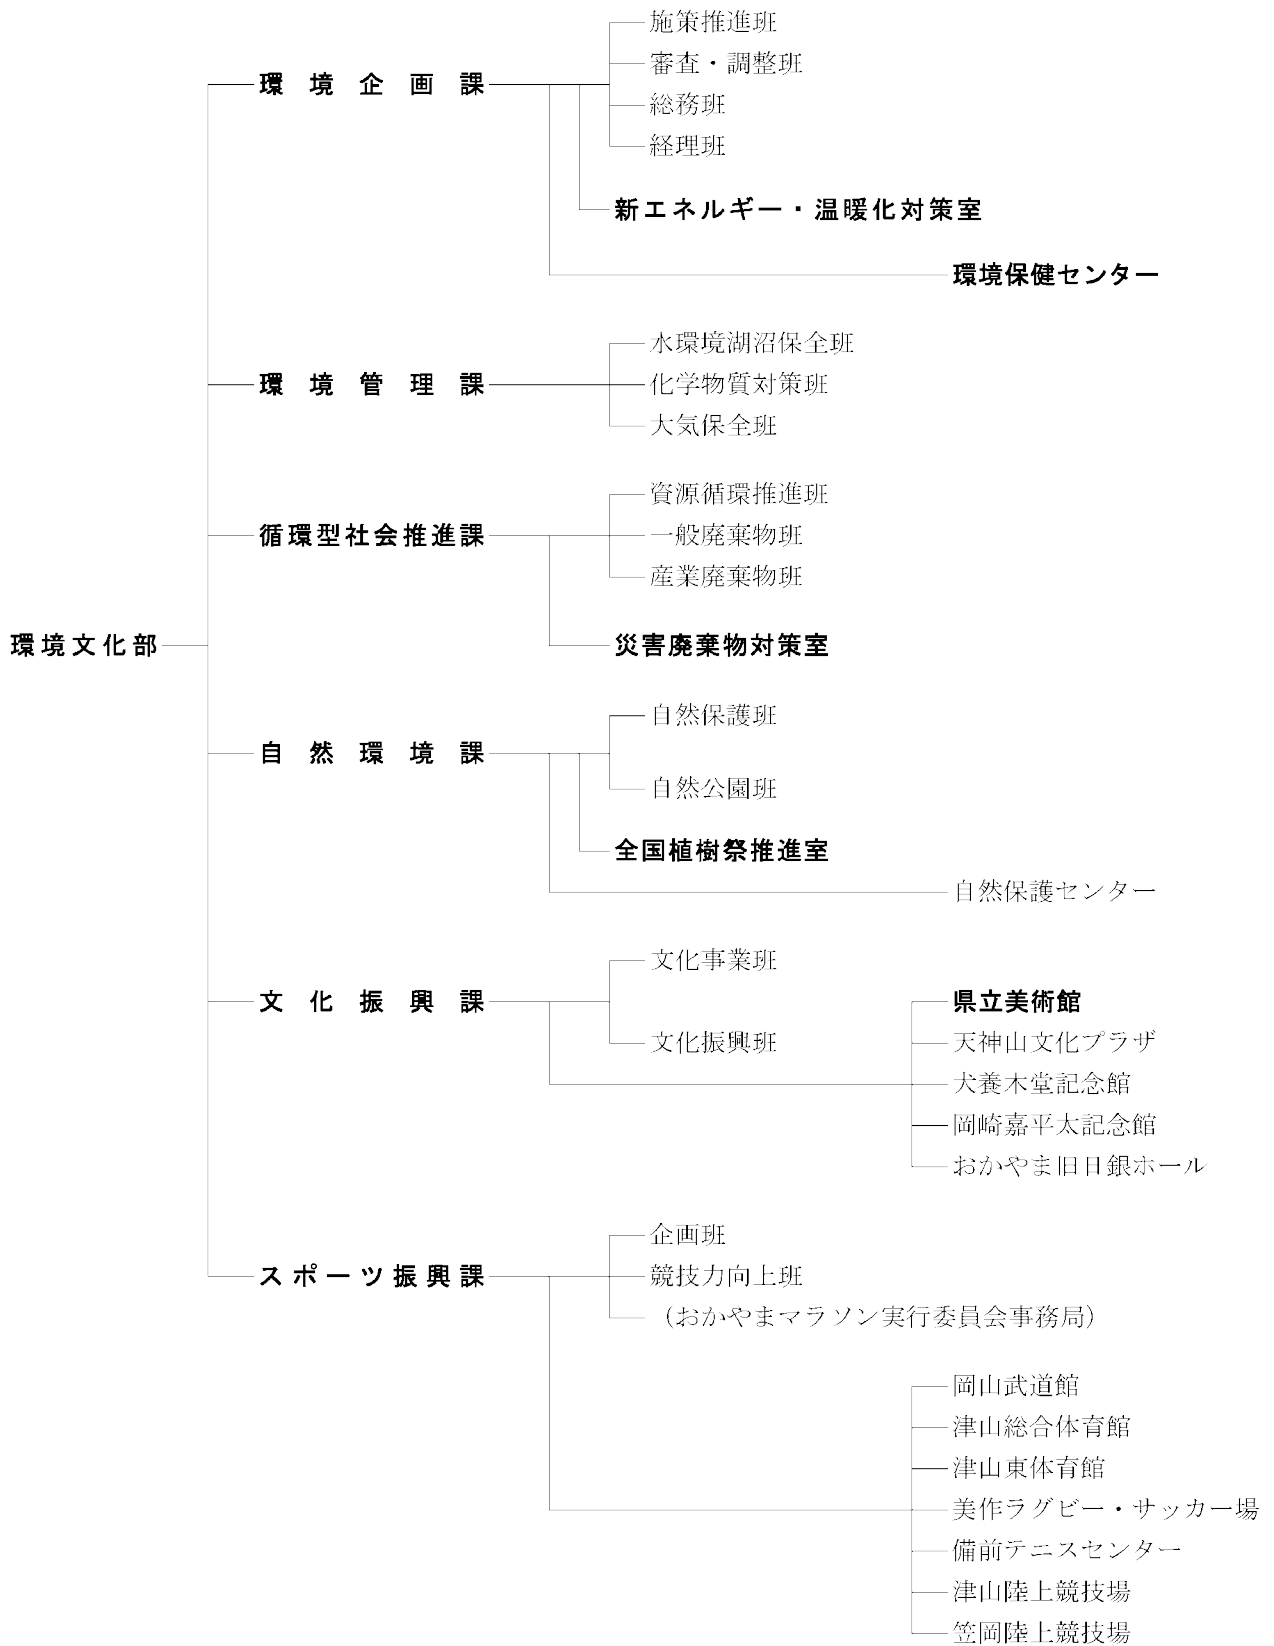 環境文化部
環境企画課
施策推進班
審査・調整班
総務班
経理班
新エネルギー・温暖化対策室
環境保健センター
環境管理課
水環境湖沼保全班
化学物質対策班
大気保全班
循環型社会推進課
資源循環推進班
一般廃棄物班
産業廃棄物班
災害廃棄物対策室
自然環境課
自然保護班
自然公園班
全国植樹祭推進室
自然保護センター
文化振興課
文化事業班
文化振興班
県立美術館
天神山文化プラザ
犬養木堂記念館
岡崎嘉平太記念館
おかやま旧日銀ホール
スポーツ振興課
企画班
競技力向上班
（おかやまマラソン実行委員会事務局）
岡山武道館
津山総合体育館
津山東体育館
美作ラグビー・サッカー場
備前テニスセンター
津山陸上競技場
笠岡陸上競技場